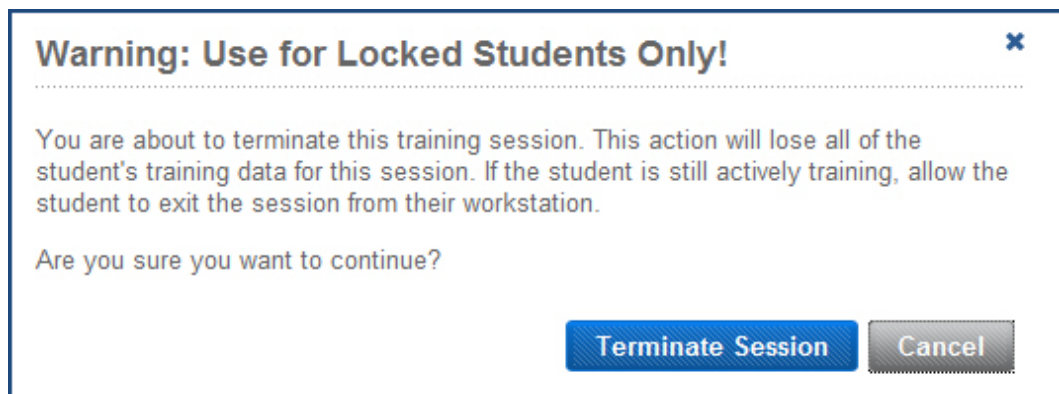 Warning: Use for Locked Students Only!
You are about to terminate this training session. This action will lose all of the
student's training data for this session. If the student is still actively training, allow the
student to exit the session from their workstation.
Are you sure you want to continue?
Terminate Session Cancel